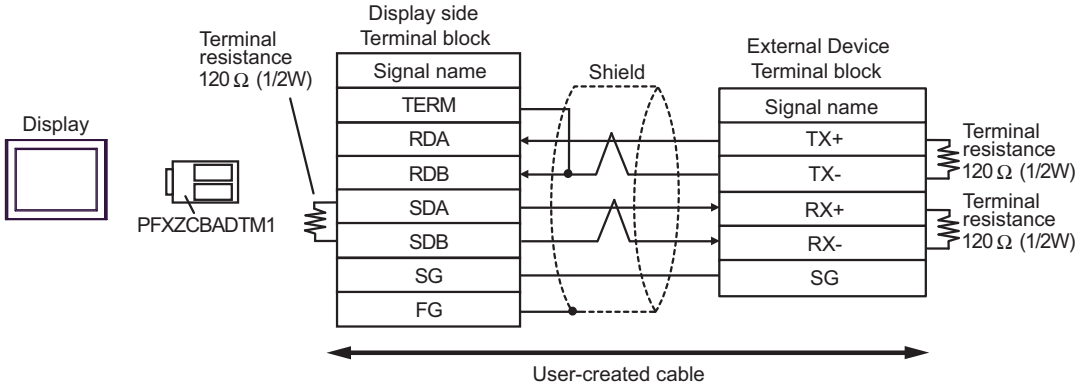 Display
PFXZCBADTM1
Terminal
resistance
120 Ω (1/2W)
Display side
Terminal block
Signal name
TERM
RDA
RDB
SDA
SDB
SG
FG
Shield
External Device
Terminal block
Signal name
TX+
TX-
RX+
RX-
SG
Terminal
resistance
120 Ω (1/2W)
Terminal
resistance
120 Ω (1/2W)
User-created cable